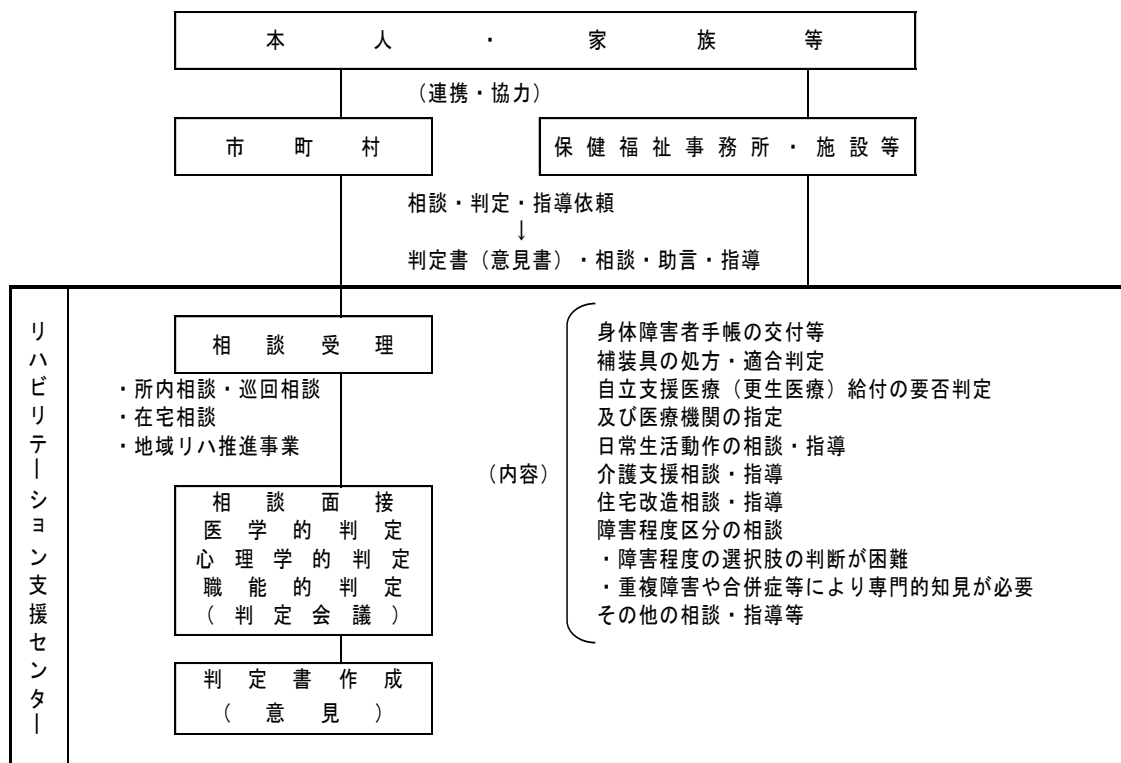 本人・家族等
（連携・協力）
市町村
保健福祉事務所・施設等
相談・判定・指導依頼
↓
判定書（意見書）・相談・助言・指導
リハビリテーション支援センター
相談受理
・所内相談・巡回相談
・在宅相談
・地域リハ推進事業
相談面接
医学的判定
心理学的判定
職能的判定
（判定会議）
判定書作成
（意見）
（内容）
身体障害者手帳の交付等
補装具の処方・適合判定
自立支援医療（更生医療）給付の要否判定
及び医療機関の指定
日常生活動作の相談・指導
介護支援相談・指導
住宅改造相談・指導
障害程度区分の相談
・障害程度の選択肢の判断が困難
・重複障害や合併症等により専門的知見が必要
その他の相談・指導等